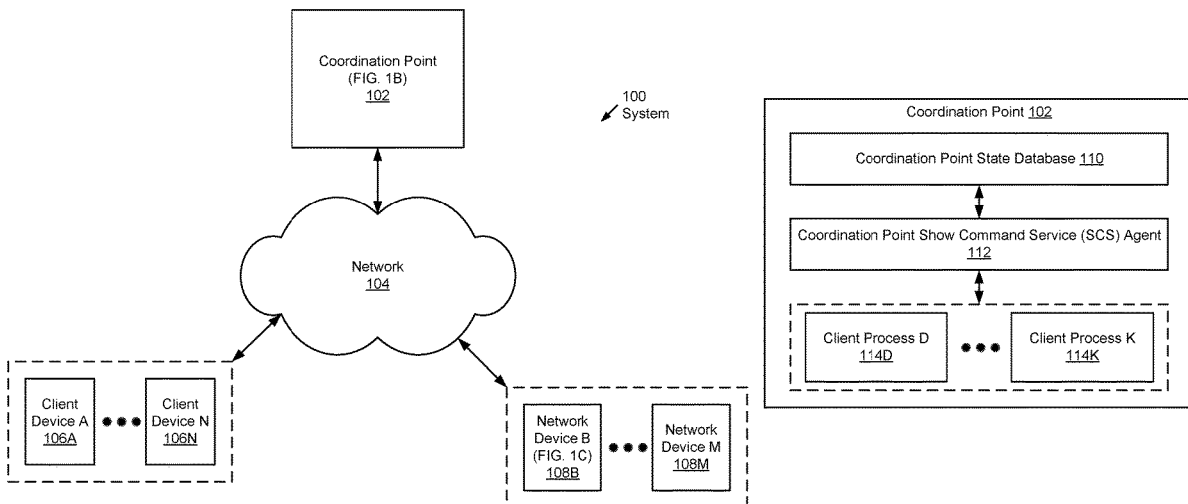 Coordination Point
(FIG. 1B)
102
100
System
Network
104
Client
Device A
106A
Client
Device N
106N
Network
Device B
(FIG. 1C)
108B
Network
Device M
108M
Coordination Point 102
Coordination Point State Database 110
Coordination Point Show Command Service (SCS) Agent
112
Client Process D
114D
Client Process K
114K